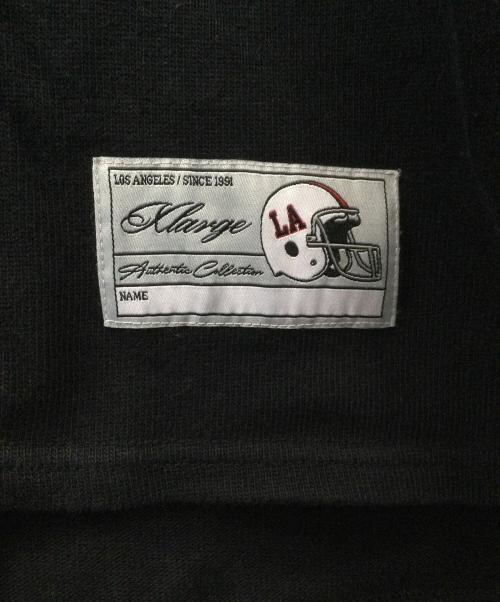 LOS ANGELES / SINCE 1991
Xlarge
LA
Authentic Collection
NAME